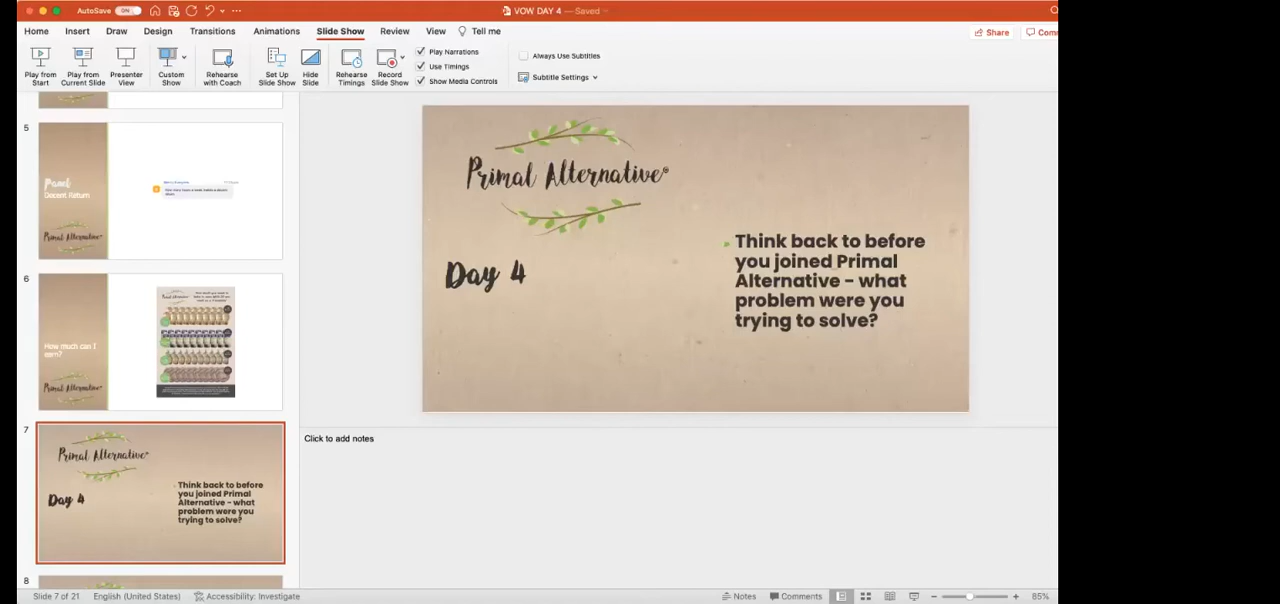 AutoSave ON
VOW DAY 4 — Saved
Home Insert Draw Design Transitions Animations Slide Show Review View Tell me
Share
Play from Start
Play from Current Slide
Presenter View
Custom Show
Rehearse with Coach
Set Up Slide Show
Hide Slide
Rehearse Timings
Record Slide Show
Play Narrations
Use Timings
Show Media Controls
Always Use Subtitles
Subtitle Settings
5
Panel
Decent Return
Primal Alternative
6
How much can I
earn?
Primal Alternative
7
Primal Alternative
Day 4
Think back to before
you joined Primal
Alternative - what
problem were you
trying to solve?
8
Primal Alternative®
Day 4
Think back to before
you joined Primal
Alternative - what
problem were you
trying to solve?
Click to add notes
Slide 7 of 21 English (United States) Accessibility: Investigate
Notes Comments 85%